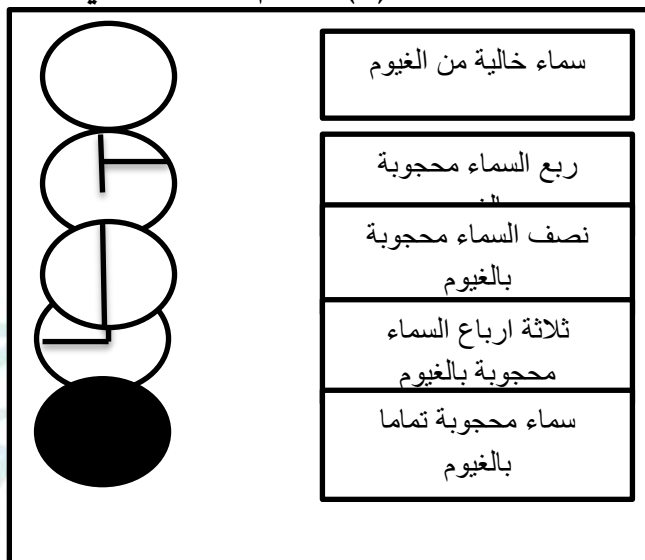 سماء خالية من الغيوم
ربع السماء محجوبة
نصف السماء محجوبة
بالغيوم
ثلاثة ارباع السماء
محجوبة بالغيوم
سماء محجوبة تماما
بالغيوم